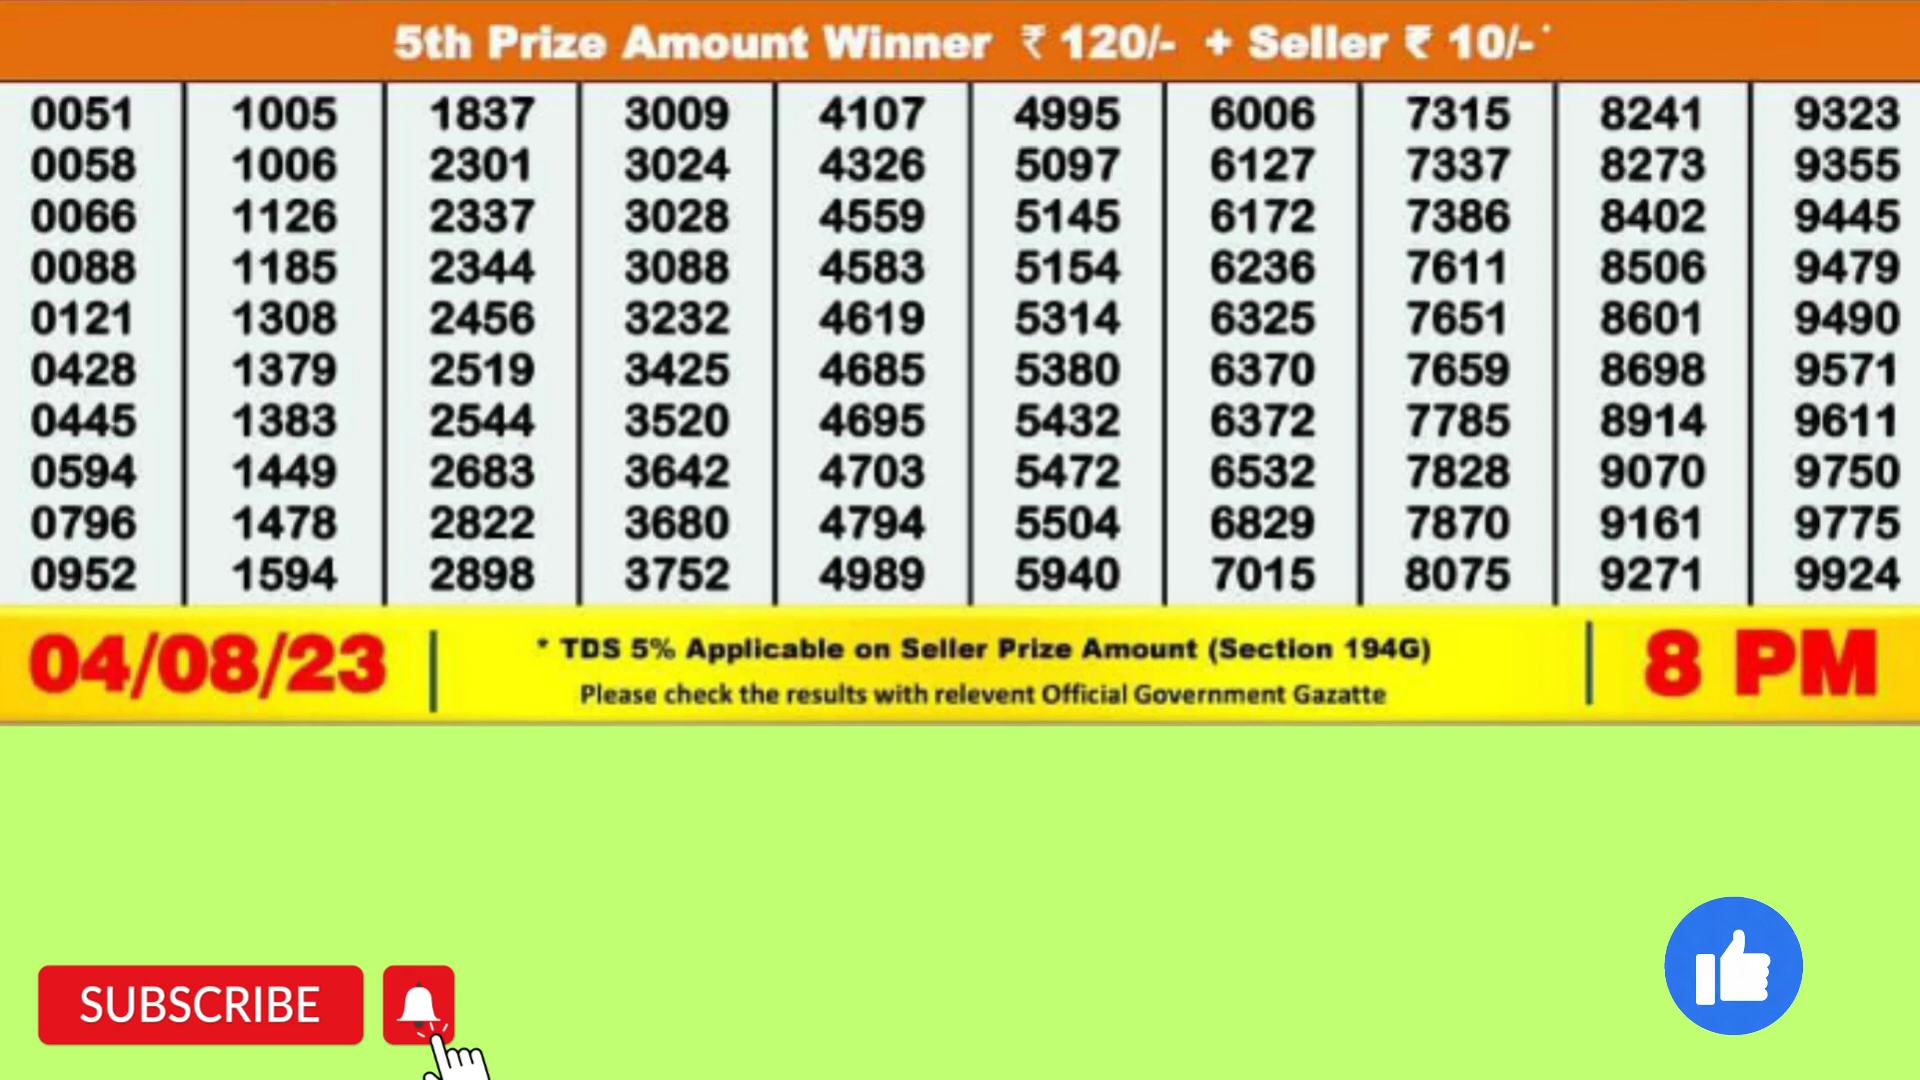 5th Prize Amount Winner ₹ 120/- + Seller ₹ 10/- *
0051 1005 1837 3009 4107 4995 6006 7315 8241 9323
0058 1006 2301 3024 4326 5097 6127 7337 8273 9355
0066 1126 2337 3028 4559 5145 6172 7386 8402 9445
0088 1185 2344 3088 4583 5154 6236 7611 8506 9479
0121 1308 2456 3232 4619 5314 6325 7651 8601 9490
0428 1379 2519 3425 4685 5380 6370 7659 8698 9571
0445 1383 2544 3520 4695 5432 6372 7785 8914 9611
0594 1449 2683 3642 4703 5472 6532 7828 9070 9750
0796 1478 2822 3680 4794 5504 6829 7870 9161 9775
0952 1594 2898 3752 4989 5940 7015 8075 9271 9924
04/08/23
* TDS 5% Applicable on Seller Prize Amount (Section 194G)
Please check the results with relevent Official Government Gazatte
8 PM
SUBSCRIBE